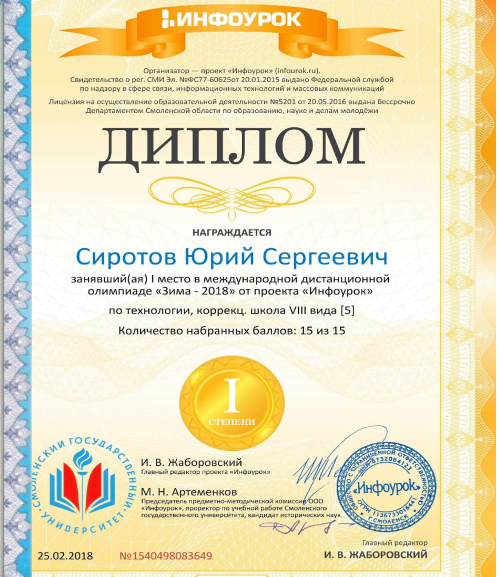 ИНФОУРОК
Организатор — проект «Инфоурок» (infourok.ru).
Свидетельство о рег. СМИ Эл. №ФС77-60625от 20.01.2015 выдано Федеральной службой
по надзору в сфере связи, информационных технологий и массовых коммуникаций
Лицензия на осуществление образовательной деятельности №5201 от 20.05.2016 выдана бессрочно
Департаментом Смоленской области по образованию, науке и делам молодёжи
ДИПЛОМ
НАГРАЖДАЕТСЯ
Сиротов Юрий Сергеевич
занявший(ая) I место в международной дистанционной
олимпиаде «Зима - 2018» от проекта «Инфоурок»
по технологии, коррекц. школа VIII вида [5]
Количество набранных баллов: 15 из 15
I
СТЕПЕНИ
СМОЛЕНСКИЙ ГОСУДАРСТВЕННЫЙ
УНИВЕРСИТЕТ
И. В. Жаборовский
Главный редактор проекта «Инфоурок»
М. Н. Артеменков
Председатель предметно-методической комиссии ООО
«Инфоурок», проректор по учебной работе Смоленского
государственного университета, кандидат исторических наук
«Инфоурок»
Г.СМОЛЕНСК
Главный редактор
25.02.2018 №1540498083649 И. В. ЖАБОРОВСКИЙ